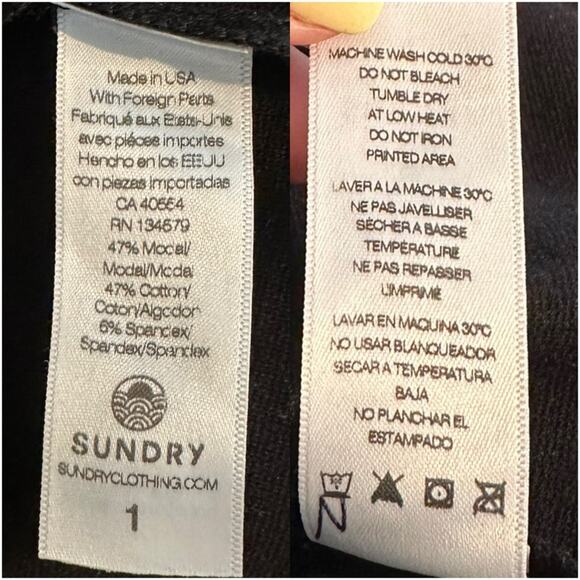 Made in USA
With Foreign Parts
Fabriqué aux Etats-Unis
avec pièces importes
Hencho en los EEUU
con piezas importadas
CA 40554
RN 134579
47% Modal/
Modal/Modal
47% Cotton/
Coton/Algodon
6% Spandex/
Spandex/Spandex
SUNDRY
SUNDRYCLOTHING.COM
1
MACHINE WASH COLD 30°C
DO NOT BLEACH
TUMBLE DRY
AT LOW HEAT
DO NOT IRON
PRINTED AREA
LAVER A LA MACHINE 30°C
NE PAS JAVELLISER
SÉCHER A BASSE
TEMPÉRATURE
NE PAS REPASSER
L'IMPRIMÉ
LAVAR EN MAQUINA 30°C
NO USAR BLANQUEADOR
SECAR A TEMPERATURA
BAJA
NO PLANCHAR EL
ESTAMPADO
N